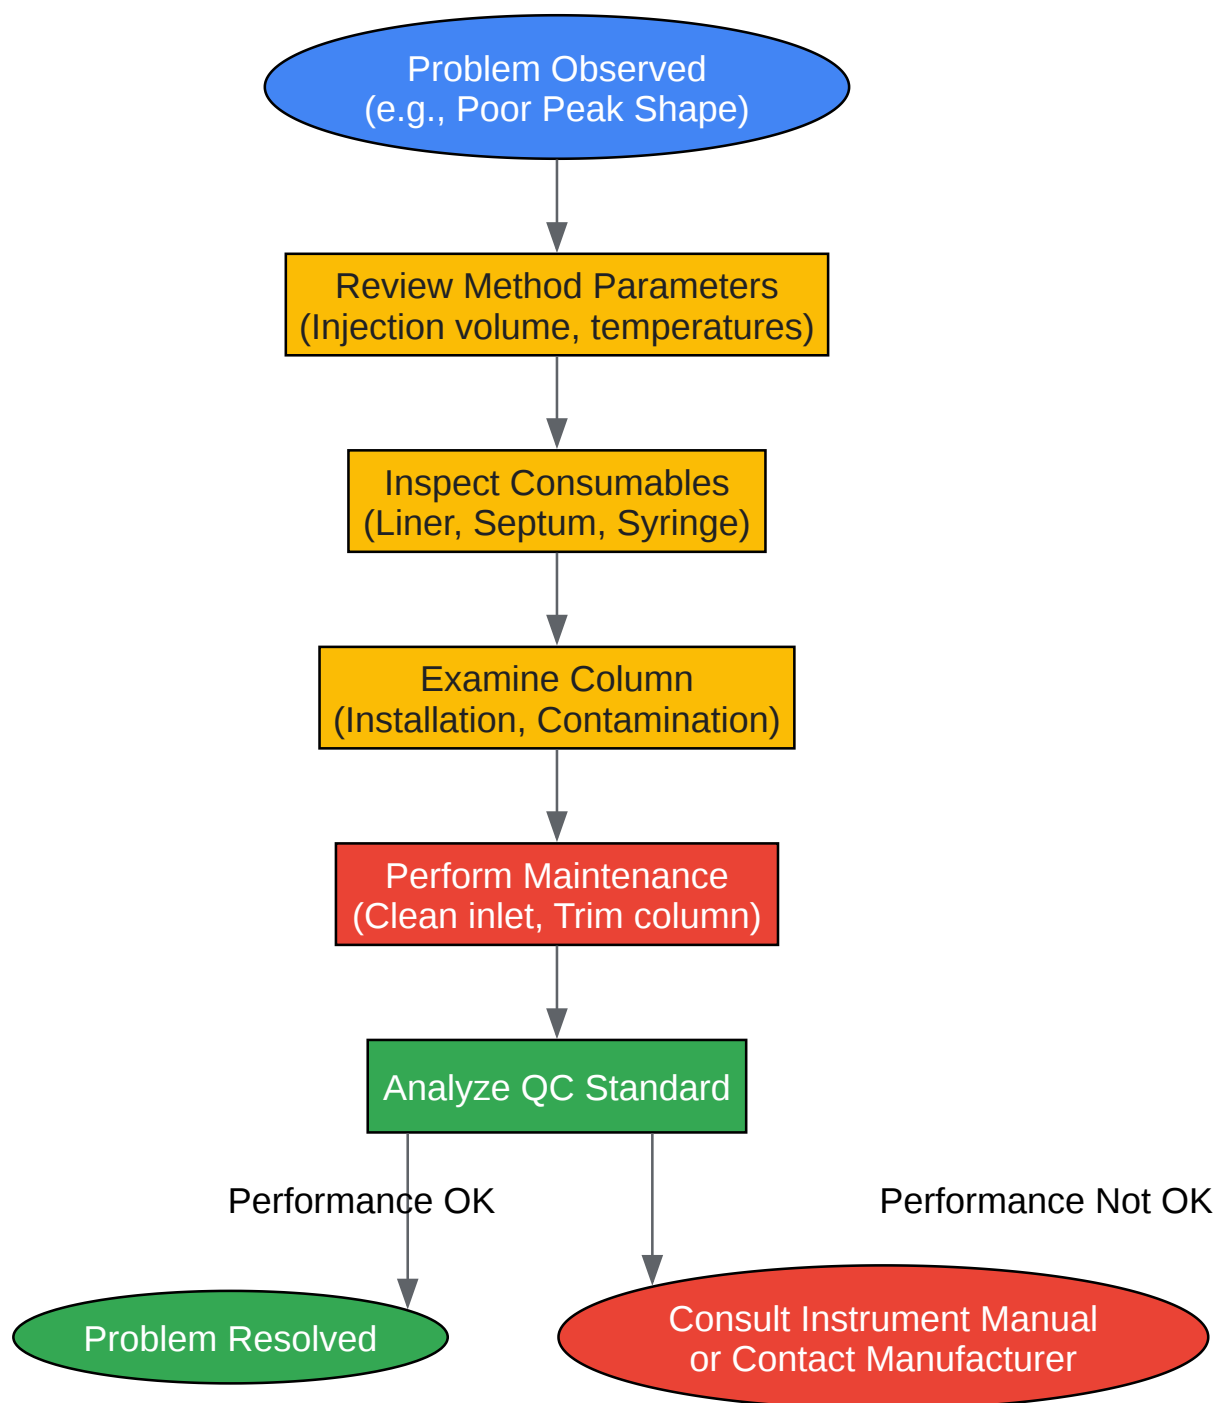 Problem Observed
(e.g., Poor Peak Shape)
Review Method Parameters
(Injection volume, temperatures)
Inspect Consumables
(Liner, Septum, Syringe)
Examine Column
(Installation, Contamination)
Perform Maintenance
(Clean inlet, Trim column)
Analyze QC Standard
Performance OK
Performance Not OK
Problem Resolved
Consult Instrument Manual
or Contact Manufacturer